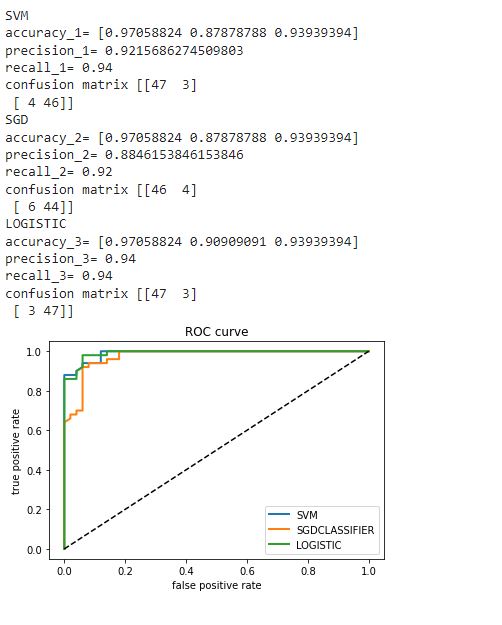 SVM
accuracy_1= [0.97058824 0.87878788 0.93939394]
precision_1= 0.9215686274509803
recall_1= 0.94
confusion matrix [[47  3]
 [ 4 46]]
SGD
accuracy_2= [0.97058824 0.87878788 0.93939394]
precision_2= 0.8846153846153846
recall_2= 0.92
confusion matrix [[46  4]
 [ 6 44]]
LOGISTIC
accuracy_3= [0.97058824 0.90909091 0.93939394]
precision_3= 0.94
recall_3= 0.94
confusion matrix [[47  3]
 [ 3 47]]
ROC curve
true positive rate
1.0
0.8
0.6
0.4
0.2
0.0
SVM
SGDCLASSIFIER
LOGISTIC
0.0 0.2 0.4 0.6 0.8 1.0
false positive rate